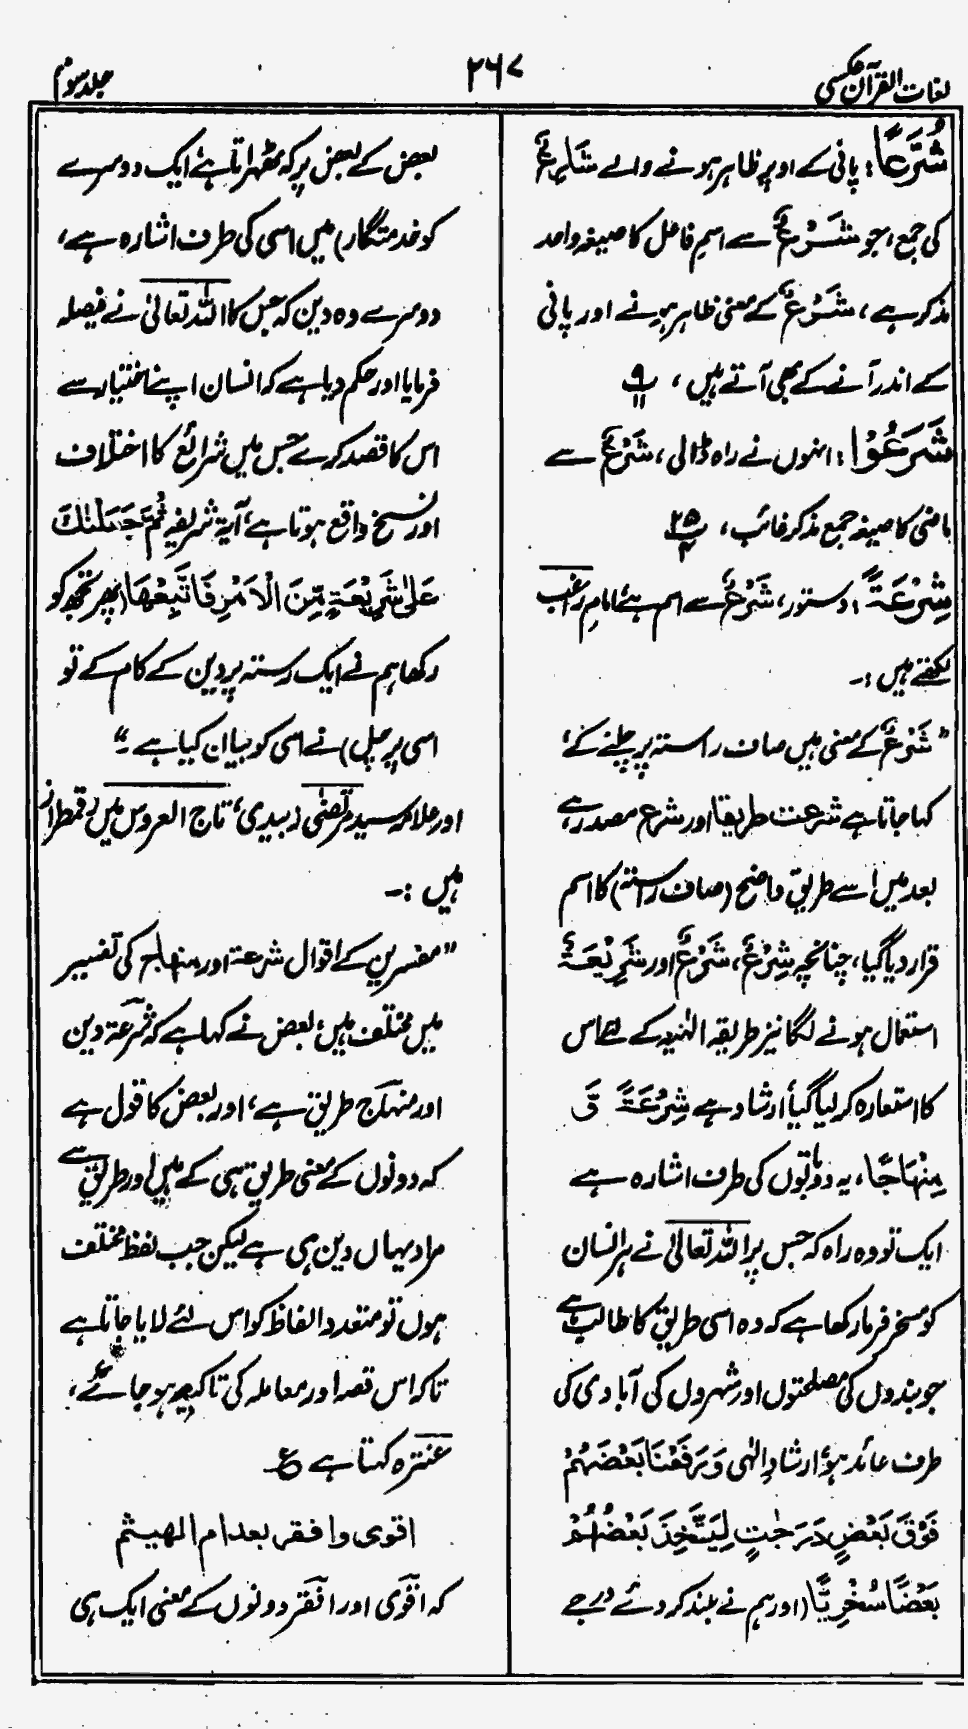 لغات القرآن عکسی
۲۶۷
جلد سوم
شُرَّعًا: پانی کے اوپر ظاہر ہونے والے شَارِعٌ
کی جمع، جو شَرْعٌ سے اسم فاعل کا صیغہ واحد
مذکر ہے، شَرْعٌ کے معنی ظاہر ہونے اور پانی
کے اندر آنے کے بھی آتے ہیں، پ ۹ ۱۱
شَرَعُوْا: انہوں نے راہ ڈالی، شَرْعٌ سے
ماضی کا صیغہ جمع مذکر غائب، پ ۲۵ ۴
شِرْعَةً: دستور، شَرْعٌ سے اسم ہے، امام راغب
لکھتے ہیں :۔
" شَرْعٌ کے معنی ہیں صاف راستہ پر چلنے کے،
کہا جاتا ہے شرعت طریقا اور شرع مصدر ہے
بعد میں اسے طریق واضح (صاف راستہ) کا اسم
قرار دیا گیا، چنانچہ شِرْعٌ، شَرْعٌ اور شَرِیْعَةٌ
استعمال ہونے لگا نیز طریقہ الٰہیہ کے لئے اس
کا استعارہ کر لیا گیا، ارشاد ہے شِرْعَةً وَّ
مِنْهَاجًا، یہ دو باتوں کی طرف اشارہ ہے
ایک تو وہ راہ کہ جس پر اللہ تعالیٰ نے ہر انسان
کو مسخر فرما رکھا ہے کہ وہ اسی طریق کا طالب ہے
جو بندوں کی مصلحتوں اور شہروں کی آبادی کی
طرف عائد ہو، ارشادِ الٰہی وَرَفَعْنَا بَعْضَهُمْ
فَوْقَ بَعْضٍ دَرَجٰتٍ لِیَتَّخِذَ بَعْضُهُمْ
بَعْضًا سُخْرِیًّا (اور ہم نے بلند کر دئے درجے
بعض کے بعض پر کہ ٹھہراتا ہے ایک دوسرے
کو خدمتگار) میں اسی کی طرف اشارہ ہے،
دوسرے وہ دین کہ جس کا اللہ تعالیٰ نے فیصلہ
فرمایا اور حکم دیا ہے کہ انسان اپنے اختیار سے
اس کا قصد کرے جس میں شرائع کا اختلاف
اور نسخ واقع ہوتا ہے، آیۃ شریفہ ثُمَّ جَعَلْنٰكَ
عَلٰی شَرِیْعَةٍ مِّنَ الْاَمْرِ فَاتَّبِعْهَا (پھر تجھ کو
رکھا ہم نے ایک رستہ پر دین کے کام کے تو
اسی پر چل) نے اسی کو بیان کیا ہے ۔"
اور علامہ سید مرتضیٰ زبیدی، تاج العروس میں رقمطراز
ہیں :۔
" مفسرین کے اقوال شرعۃ اور منہاج کی تفسیر
میں مختلف ہیں، بعض نے کہا ہے کہ شرعۃ دین
اور منہاج طریق ہے، اور بعض کا قول ہے
کہ دونوں کے معنی طریق ہی کے ہیں اور طریق سے
مراد یہاں دین ہی ہے لیکن جب لفظ مختلف
ہوں تو متعدد الفاظ کو اس لئے لایا جاتا ہے
تاکہ اس قصہ اور معاملہ کی تاکید ہو جائے،
عنترہ کہتا ہے ع
اقوی وافقر بعد ام الهیثم
کہ اقوی اور افقر دونوں کے معنی ایک ہی